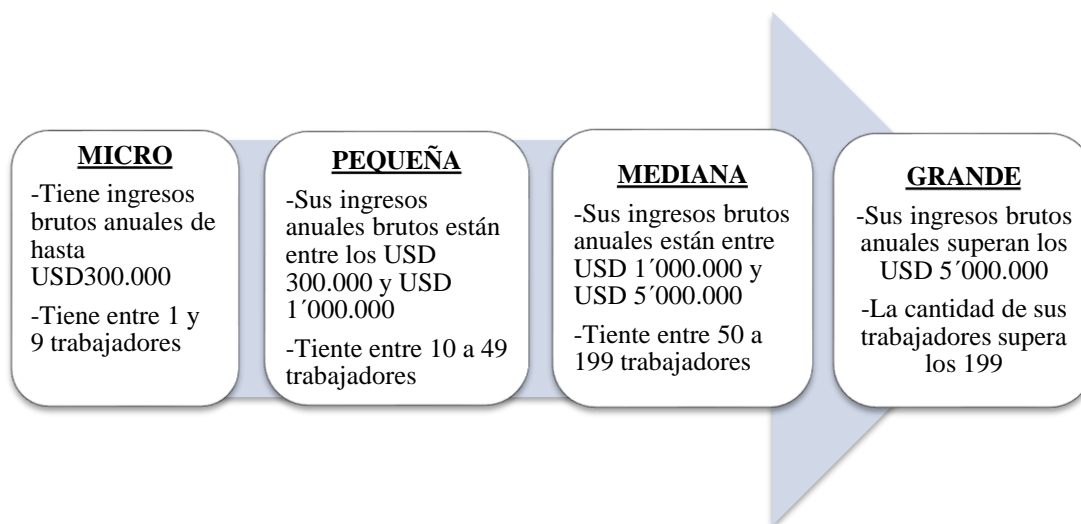 MICRO
-Tiene ingresos
brutos anuales de
hasta
USD300.000
-Tiene entre 1 y
9 trabajadores
PEQUEÑA
-Sus ingresos
anuales brutos están
entre los USD
300.000 y USD
1´000.000
-Tiente entre 10 a 49
trabajadores
MEDIANA
-Sus ingresos brutos
anuales están entre
USD 1´000.000 y
USD 5´000.000
-Tiente entre 50 a
199 trabajadores
GRANDE
-Sus ingresos brutos
anuales superan los
USD 5´000.000
-La cantidad de sus
trabajadores supera
los 199